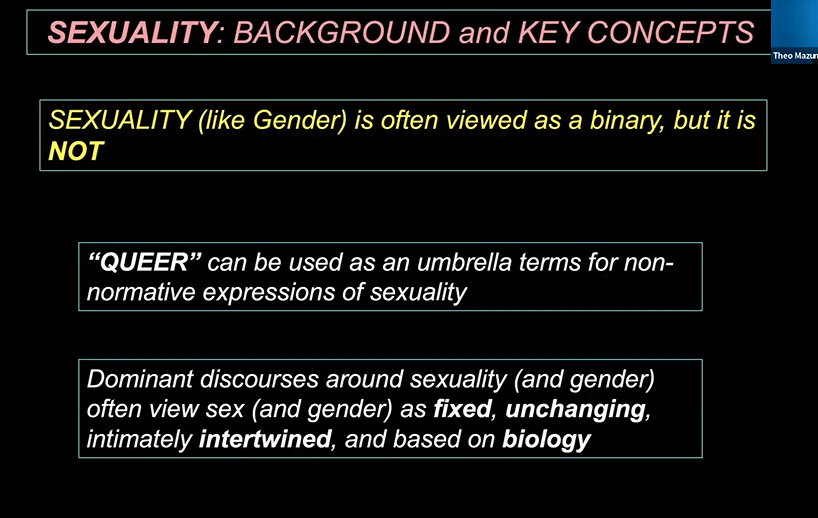 SEXUALITY: BACKGROUND and KEY CONCEPTS
Theo Mazum
SEXUALITY (like Gender) is often viewed as a binary, but it is
NOT
“QUEER” can be used as an umbrella terms for non-
normative expressions of sexuality
Dominant discourses around sexuality (and gender)
often view sex (and gender) as fixed, unchanging,
intimately intertwined, and based on biology